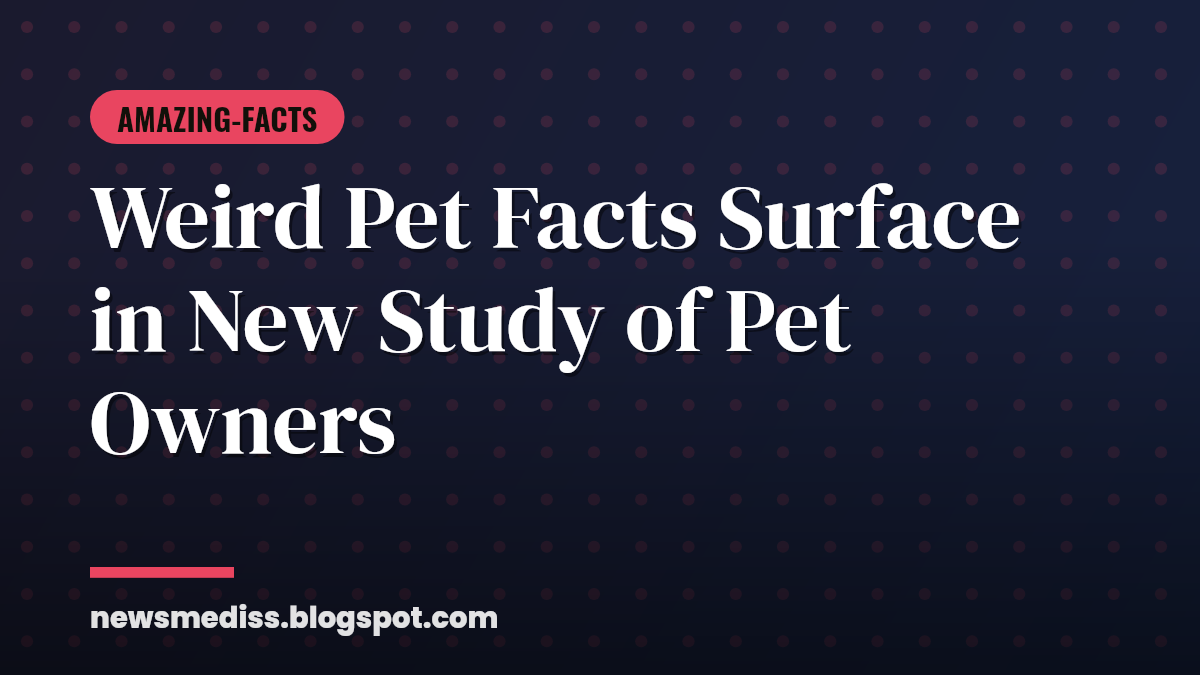 AMAZING-FACTS
Weird Pet Facts Surface
in New Study of Pet
Owners
newsmediss.blogspot.com